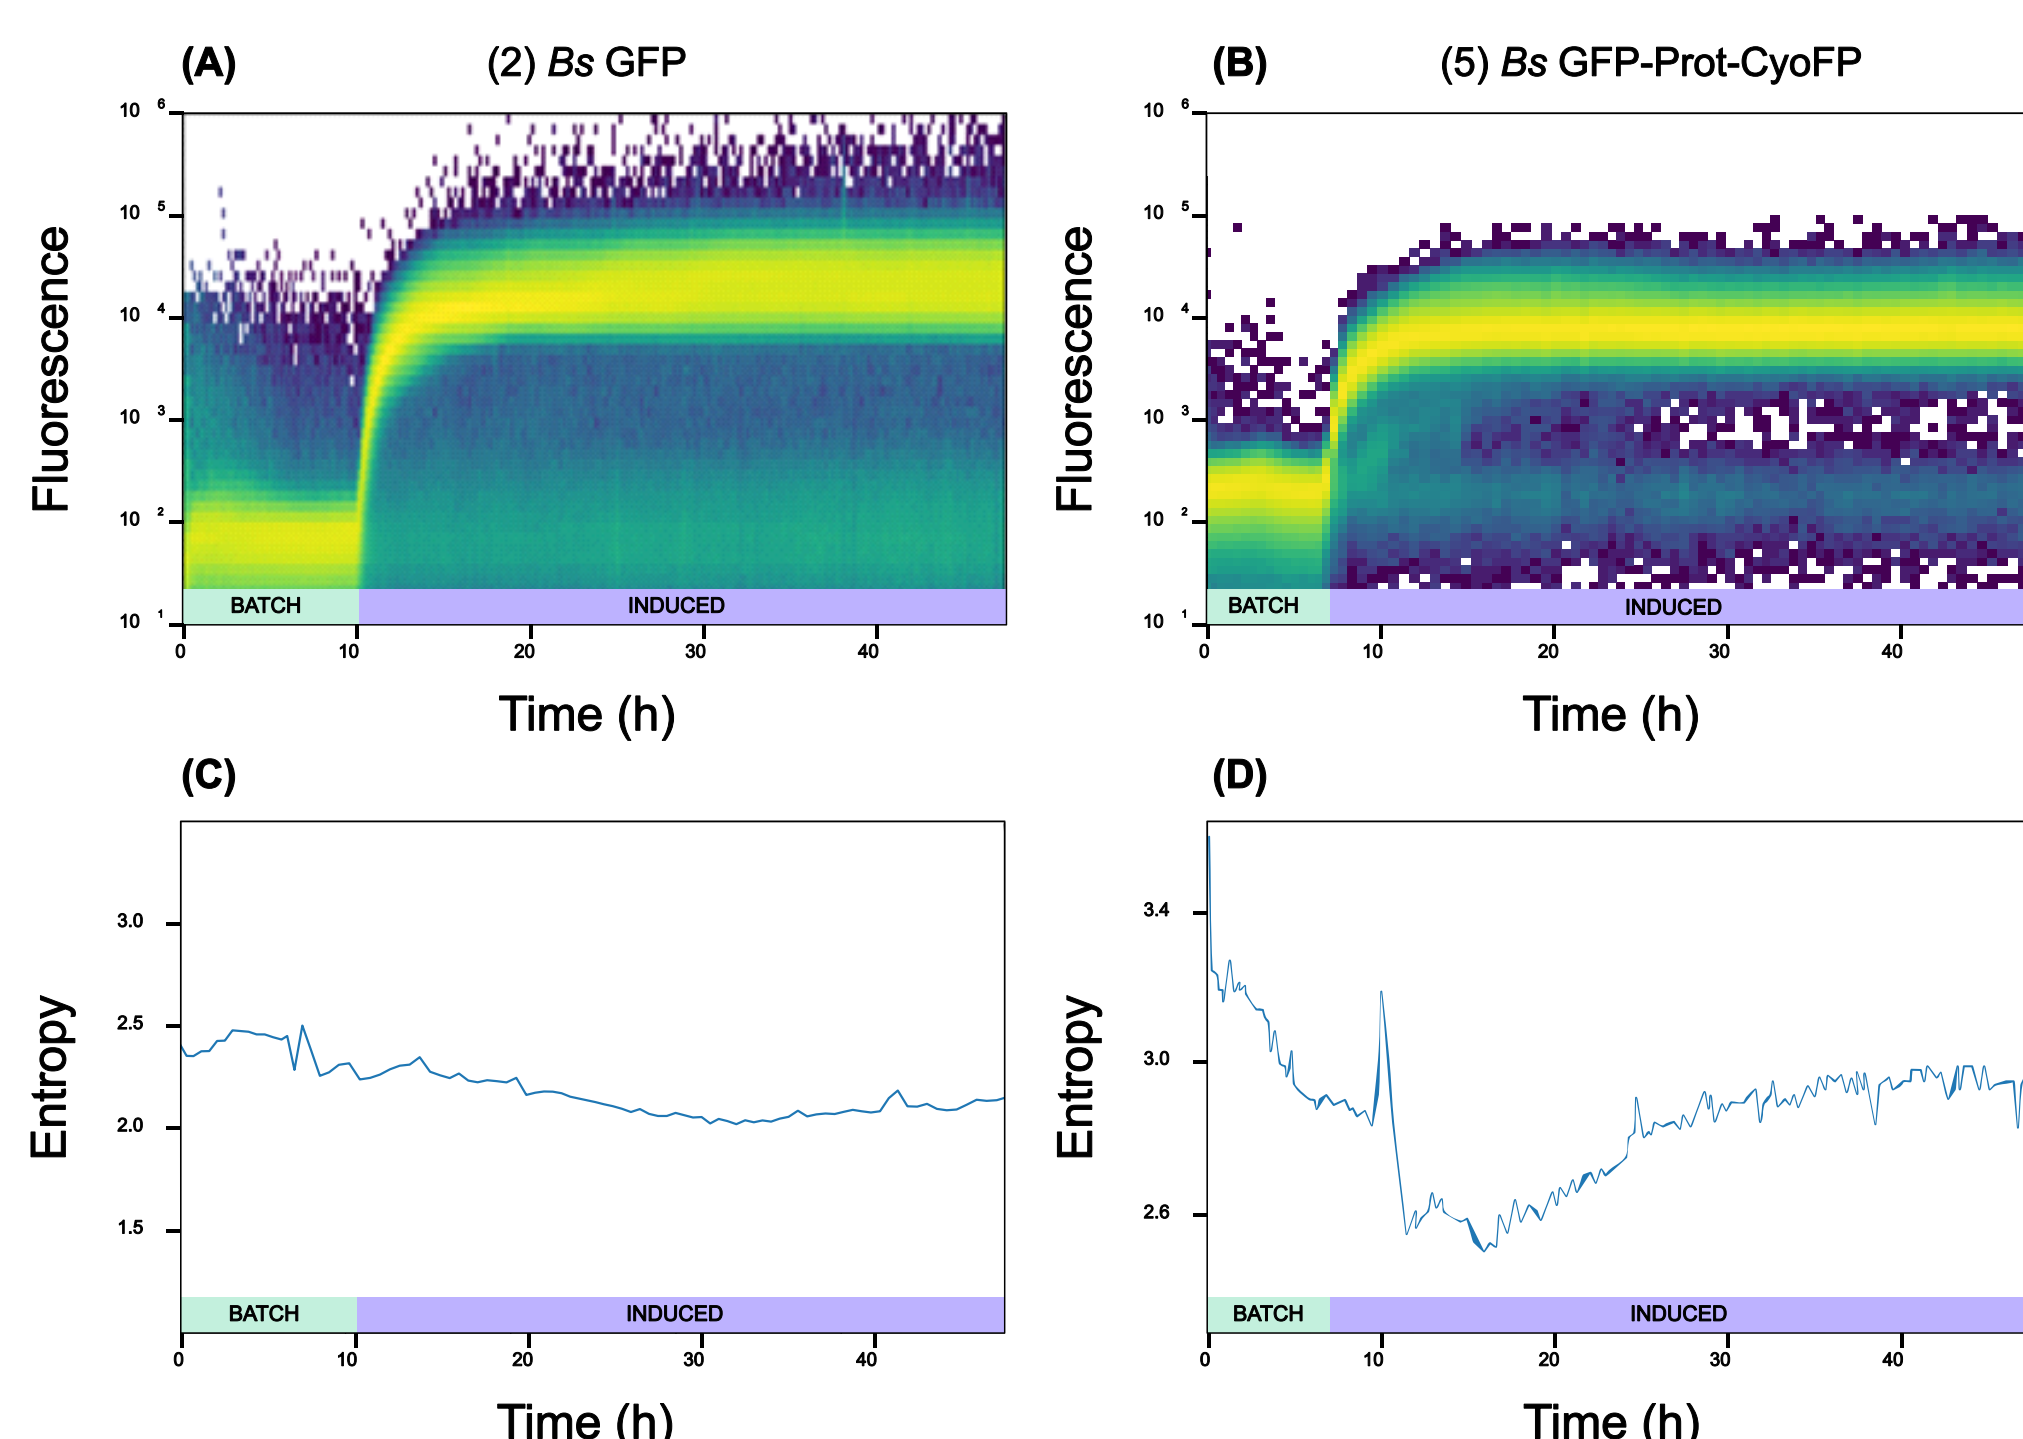 (A) (2) Bs GFP
10 6
10 5
10 4
10 3
10 2
10 1
Fluorescence
BATCH INDUCED
0 10 20 30 40
Time (h)
(B) (5) Bs GFP-Prot-CyoFP
10 6
10 5
10 4
10 3
10 2
10 1
Fluorescence
BATCH INDUCED
0 10 20 30 40
Time (h)
(C)
3.0
2.5
2.0
1.5
Entropy
BATCH INDUCED
0 10 20 30 40
Time (h)
(D)
3.4
3.0
2.6
Entropy
BATCH INDUCED
0 10 20 30 40
Time (h)